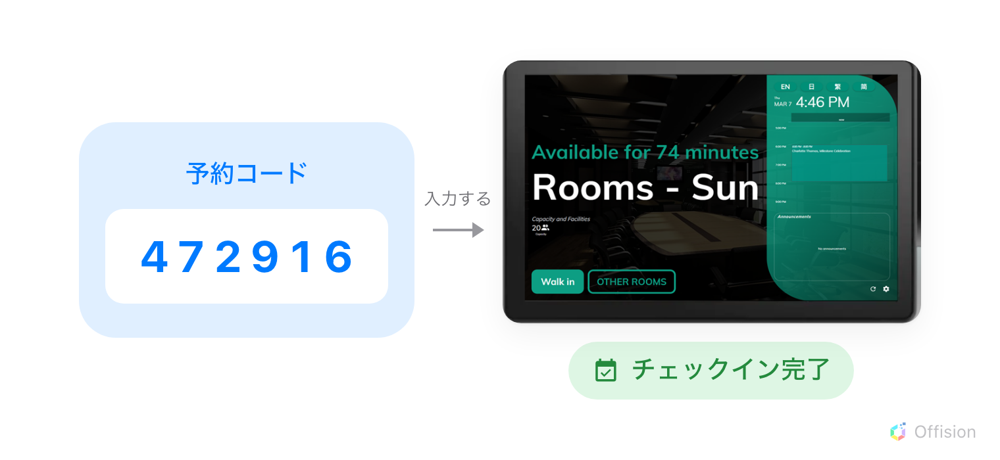 予約コード
472916
入力する
EN 日 繁 简
Thu
MAR 7 4:46 PM
5:00 PM
6:00 PM
6:00 PM - 8:00 PM
Charlotte Thomas, Milestone Celebration
7:00 PM
8:00 PM
9:00 PM
Available for 74 minutes
Rooms - Sun
Capacity and Facilities
20
Capacity
Announcements
No announcements
Walk in
OTHER ROOMS
チェックイン完了
Offision